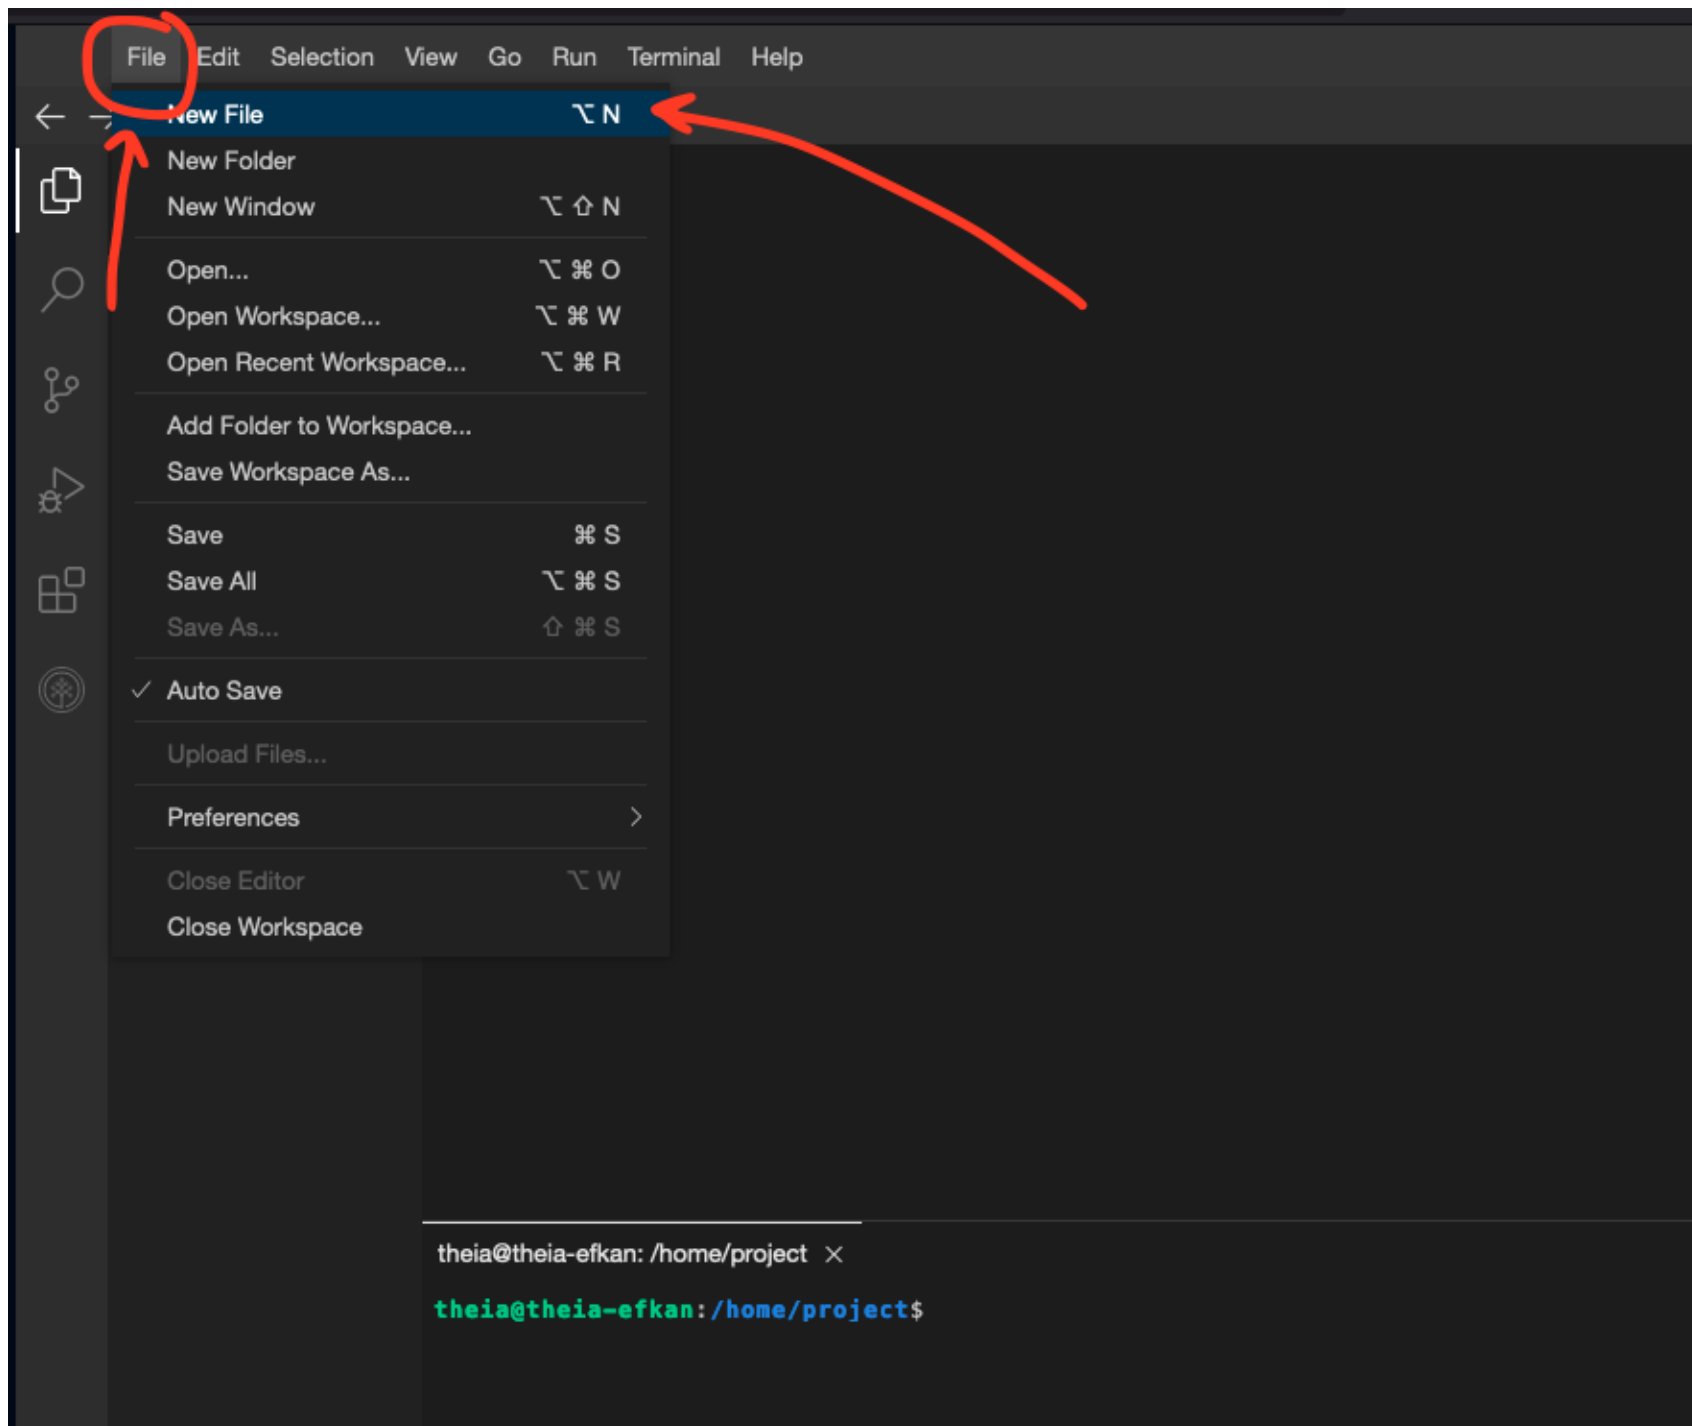 File Edit Selection View Go Run Terminal Help
New File ⌥ N
New Folder
New Window ⌥ ⇧ N
Open... ⌥ ⌘ O
Open Workspace... ⌥ ⌘ W
Open Recent Workspace... ⌥ ⌘ R
Add Folder to Workspace...
Save Workspace As...
Save ⌘ S
Save All ⌥ ⌘ S
Save As... ⇧ ⌘ S
✓ Auto Save
Upload Files...
Preferences >
Close Editor ⌥ W
Close Workspace
theia@theia-efkan: /home/project ×
theia@theia-efkan:/home/project$